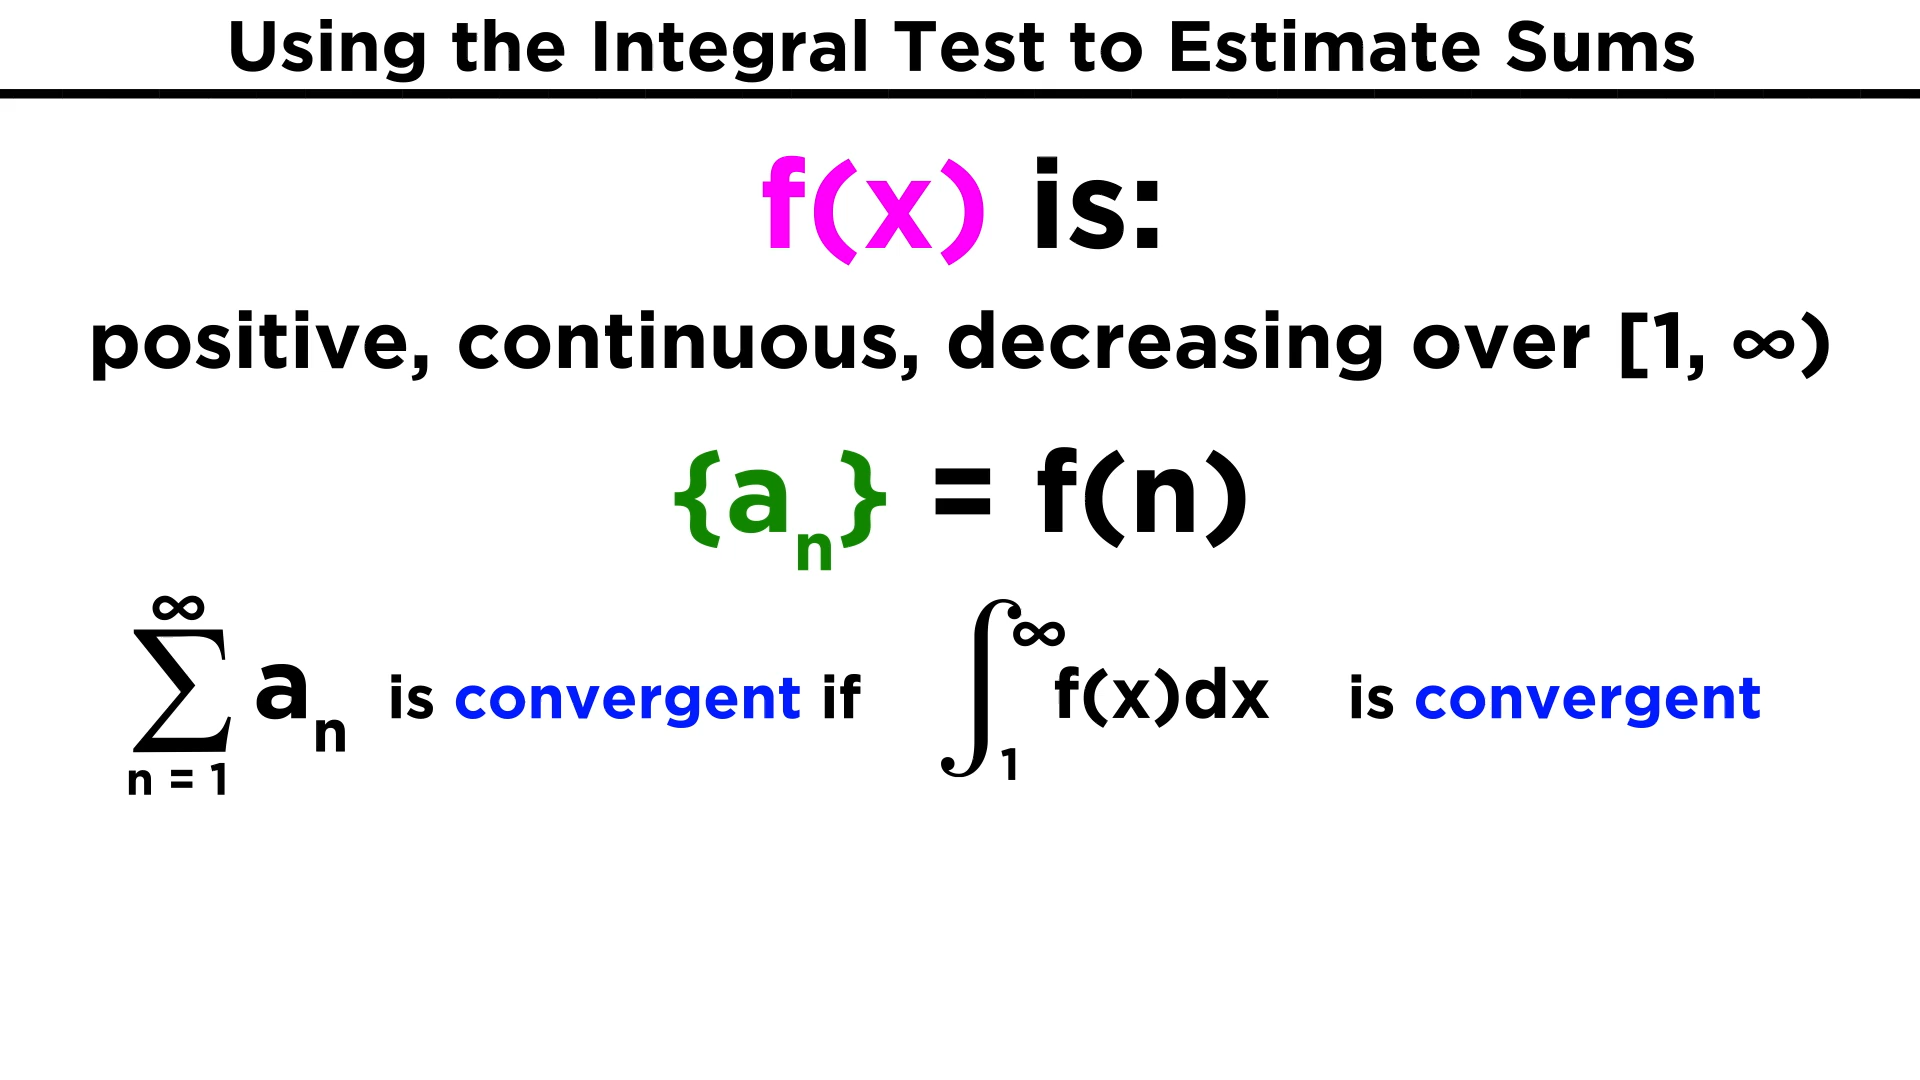 Using the Integral Test to Estimate Sums
f(x) is:
positive, continuous, decreasing over [1, ∞)
{aₙ} = f(n)
∞
∑ aₙ is convergent if ∫₁^∞ f(x)dx is convergent
n = 1